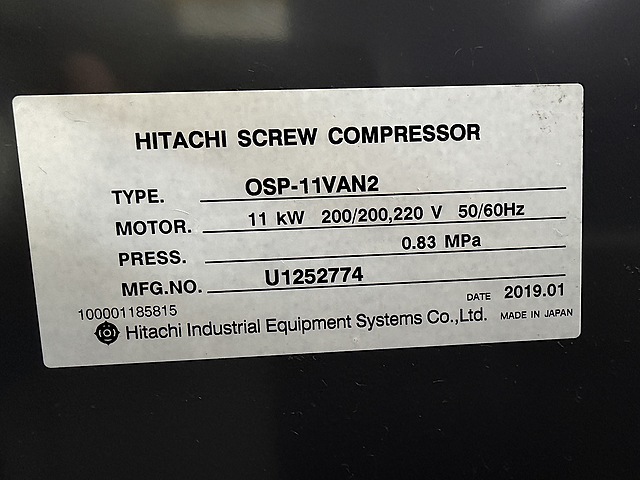 HITACHI SCREW COMPRESSOR
TYPE. OSP-11VAN2
MOTOR. 11 kW 200/200,220 V 50/60Hz
PRESS. 0.83 MPa
MFG.NO. U1252774
100001185815 DATE 2019.01
Hitachi Industrial Equipment Systems Co.,Ltd. MADE IN JAPAN